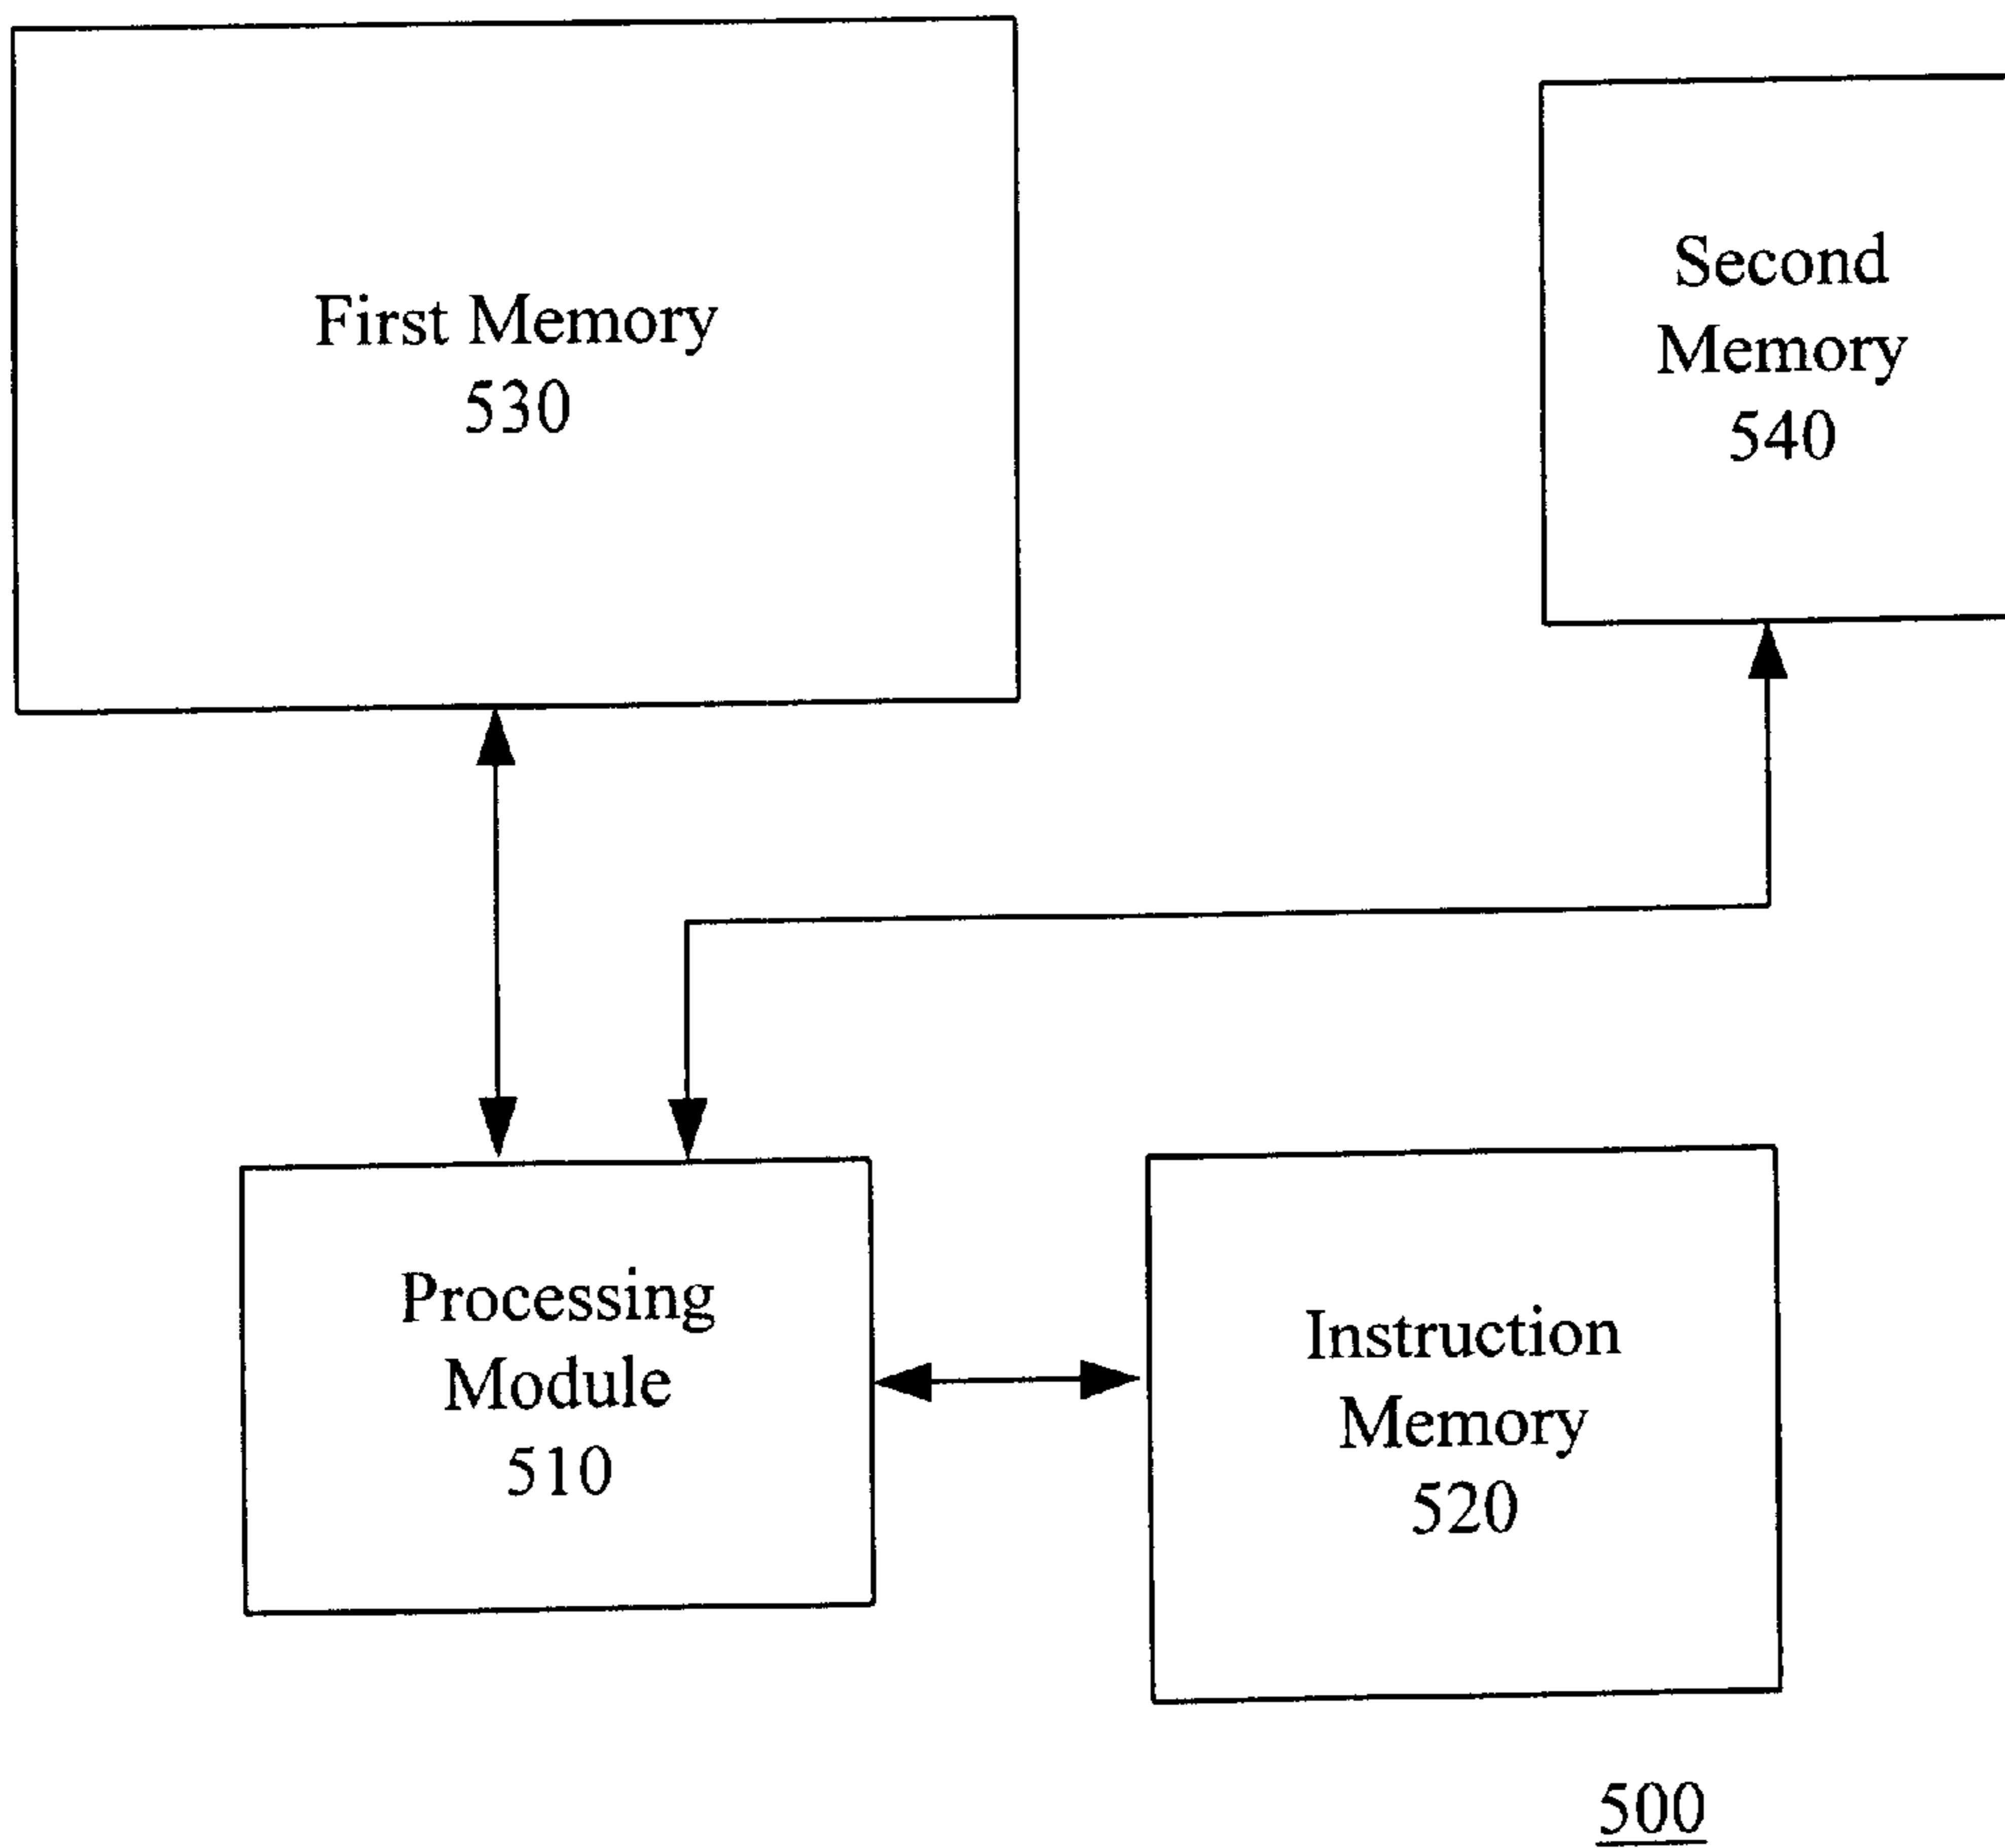 First Memory
530
Second
Memory
540
Processing
Module
510
Instruction
Memory
520
500